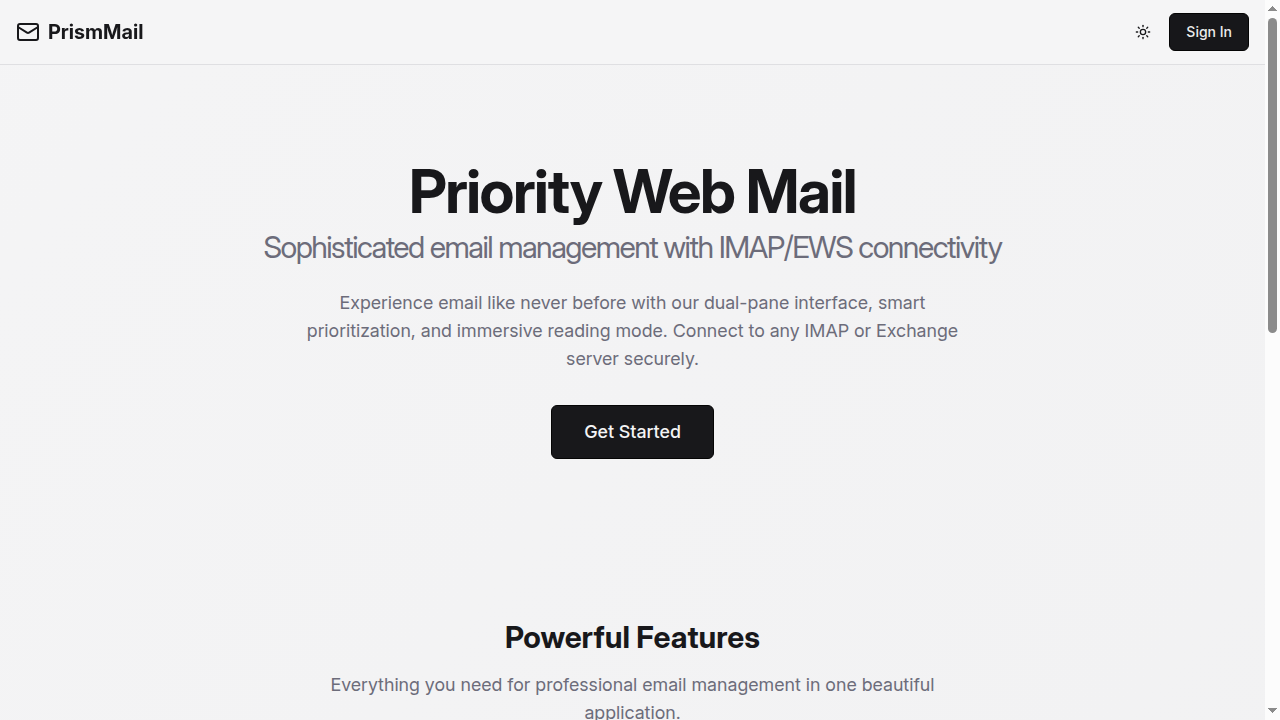 PrismMail
Sign In
Priority Web Mail
Sophisticated email management with IMAP/EWS connectivity
Experience email like never before with our dual-pane interface, smart
prioritization, and immersive reading mode. Connect to any IMAP or Exchange
server securely.
Get Started
Powerful Features
Everything you need for professional email management in one beautiful
application.